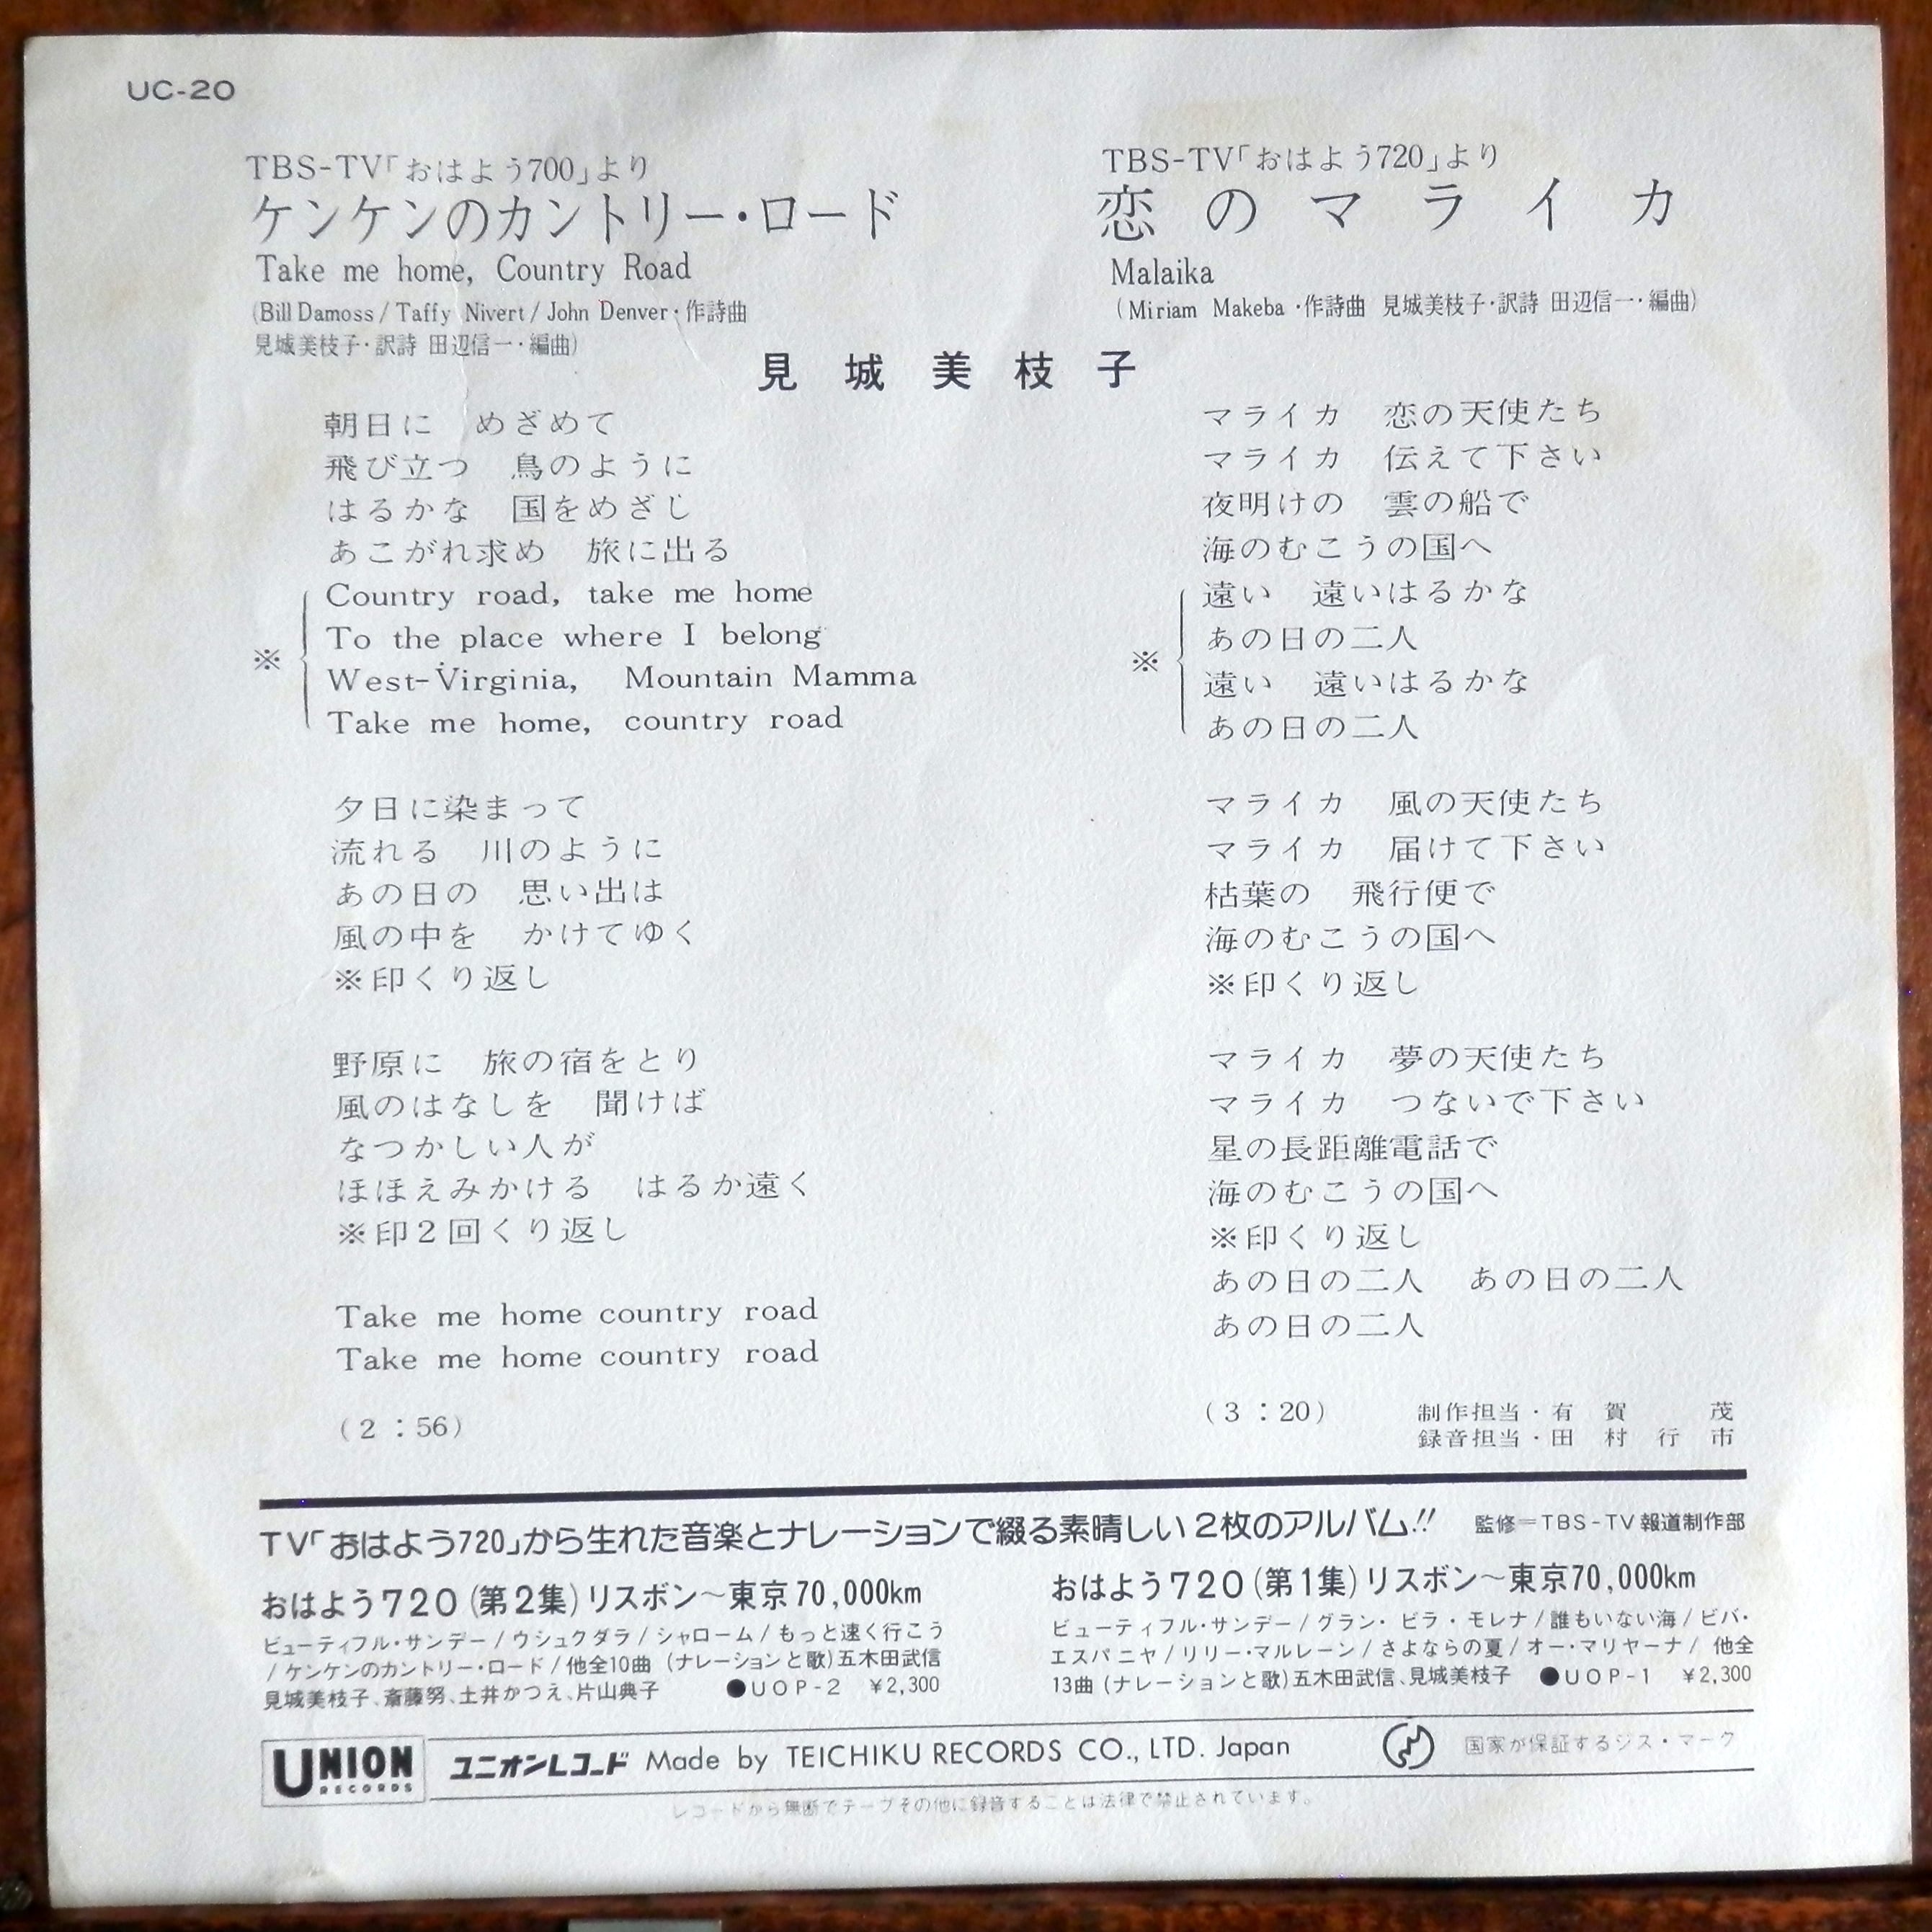 UC-20
TBS-TV「おはよう700」より
ケンケンのカントリー・ロード
Take me home, Country Road
(Bill Damoss / Taffy Nivert / John Denver・作詩曲
見城美枝子・訳詩 田辺信一・編曲)
TBS-TV「おはよう720」より
恋のマライカ
Malaika
(Miriam Makeba・作詩曲 見城美枝子・訳詩 田辺信一・編曲)
見城美枝子
朝日に めざめて
飛び立つ 鳥のように
はるかな 国をめざし
あこがれ求め 旅に出る
Country road, take me home
To the place where I belong
※
West-Virginia, Mountain Mamma
Take me home, country road
夕日に染まって
流れる 川のように
あの日の 思い出は
風の中を かけてゆく
※印くり返し
野原に 旅の宿をとり
風のはなしを 聞けば
なつかしい人が
ほほえみかける はるか遠く
※印2回くり返し
Take me home country road
Take me home country road
(2:56)
マライカ 恋の天使たち
マライカ 伝えて下さい
夜明けの 雲の船で
海のむこうの国へ
遠い 遠いはるかな
あの日の二人
※
遠い 遠いはるかな
あの日の二人
マライカ 風の天使たち
マライカ 届けて下さい
枯葉の 飛行便で
海のむこうの国へ
※印くり返し
マライカ 夢の天使たち
マライカ つないで下さい
星の長距離電話で
海のむこうの国へ
※印くり返し
あの日の二人 あの日の二人
あの日の二人
(3:20)
制作担当・有賀 茂
録音担当・田村行市
TV「おはよう720」から生れた音楽とナレーションで綴る素晴しい2枚のアルバム!! 監修=TBS-TV報道制作部
おはよう720(第2集)リスボン〜東京70,000km
ビューティフル・サンデー/ウシュクダラ/シャローム/もっと速く行こう
/ケンケンのカントリー・ロード/他全10曲 (ナレーションと歌)五木田武信
見城美枝子、斎藤努、土井かつえ、片山典子 ●UOP-2 ¥2,300
おはよう720(第1集)リスボン〜東京70,000km
ビューティフル・サンデー/グラン・ビラ・モレナ/誰もいない海/ビバ・
エスパニヤ/リリー・マルレーン/さよならの夏/オー・マリヤーナ/ 他全
13曲(ナレーションと歌)五木田武信、見城美枝子 ●UOP-1 ¥2,300
UNION RECORDS
ユニオンレコード Made by TEICHIKU RECORDS CO., LTD. Japan
国家が保証するジス・マーク
レコードから無断でテープその他に録音することは法律で禁止されています。